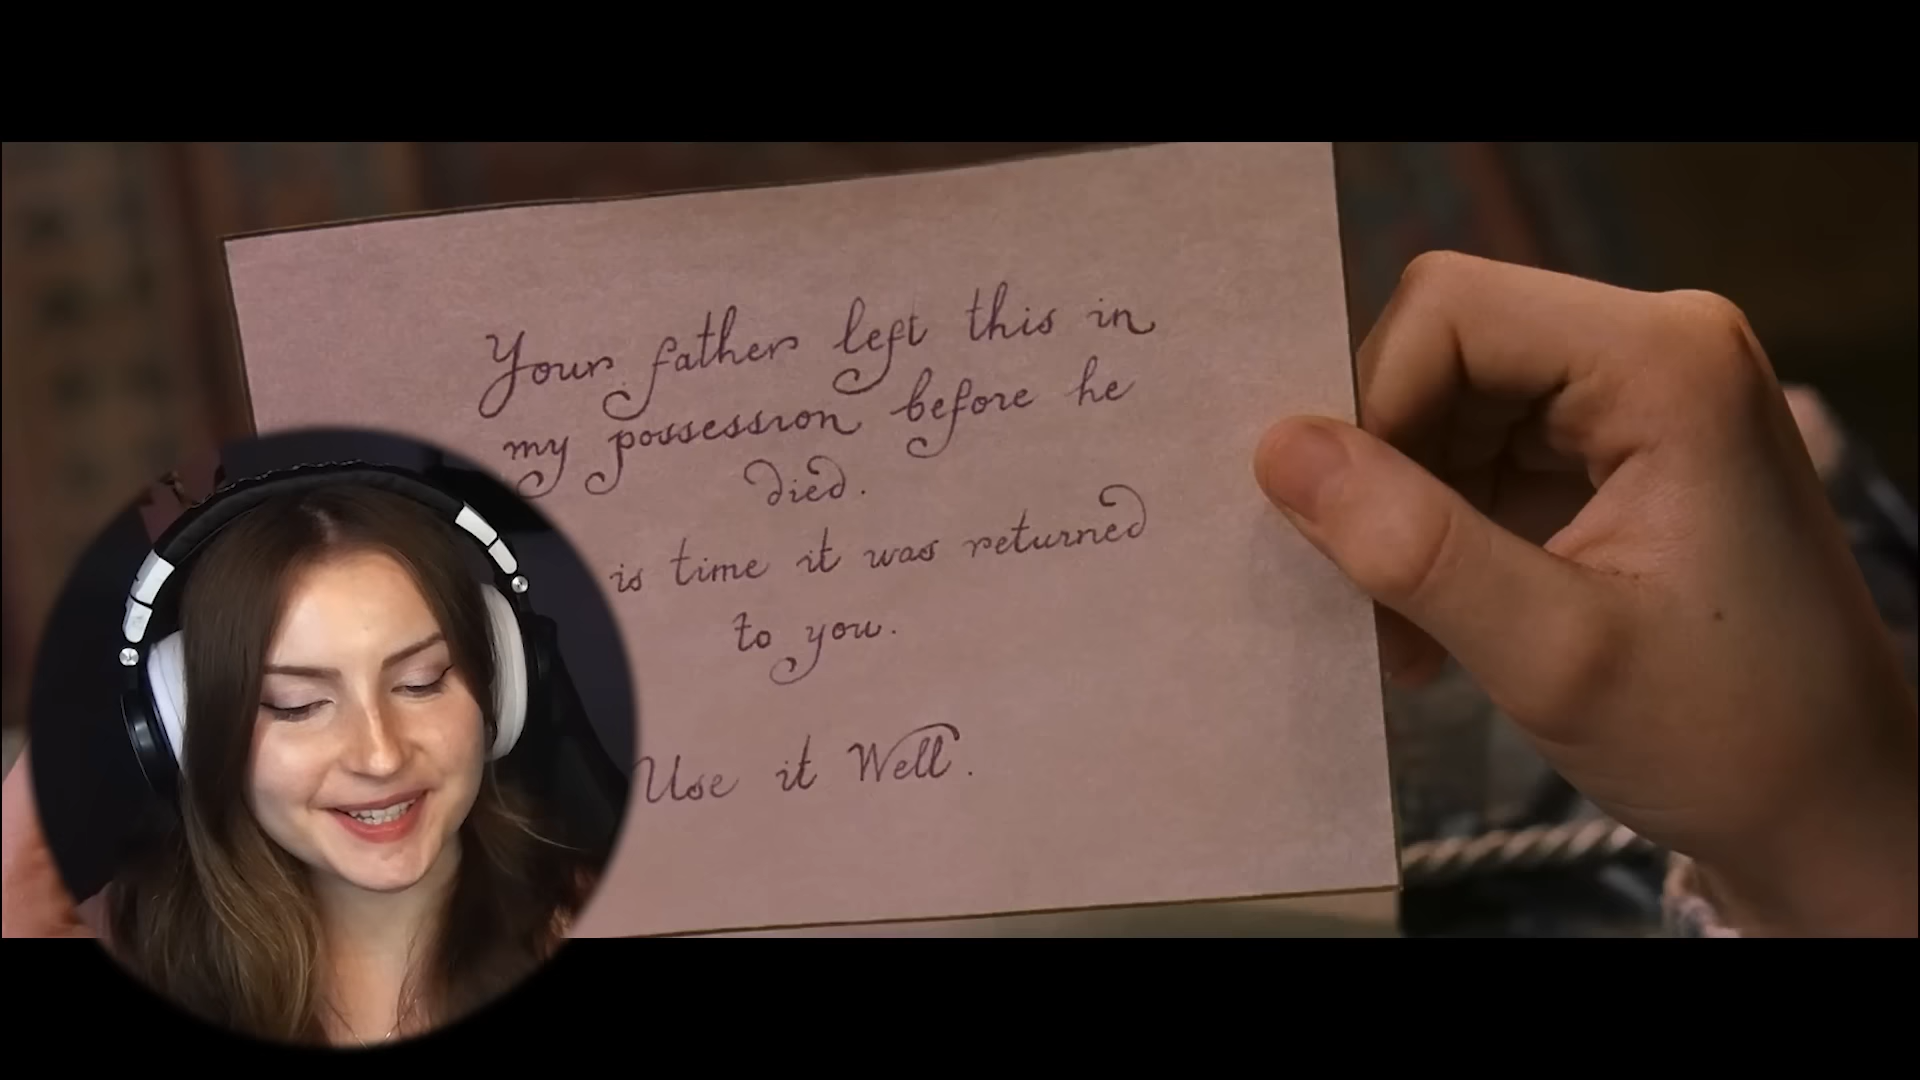 Your father left this in
my possession before he
died.
is time it was returned
to you.
Use it Well.